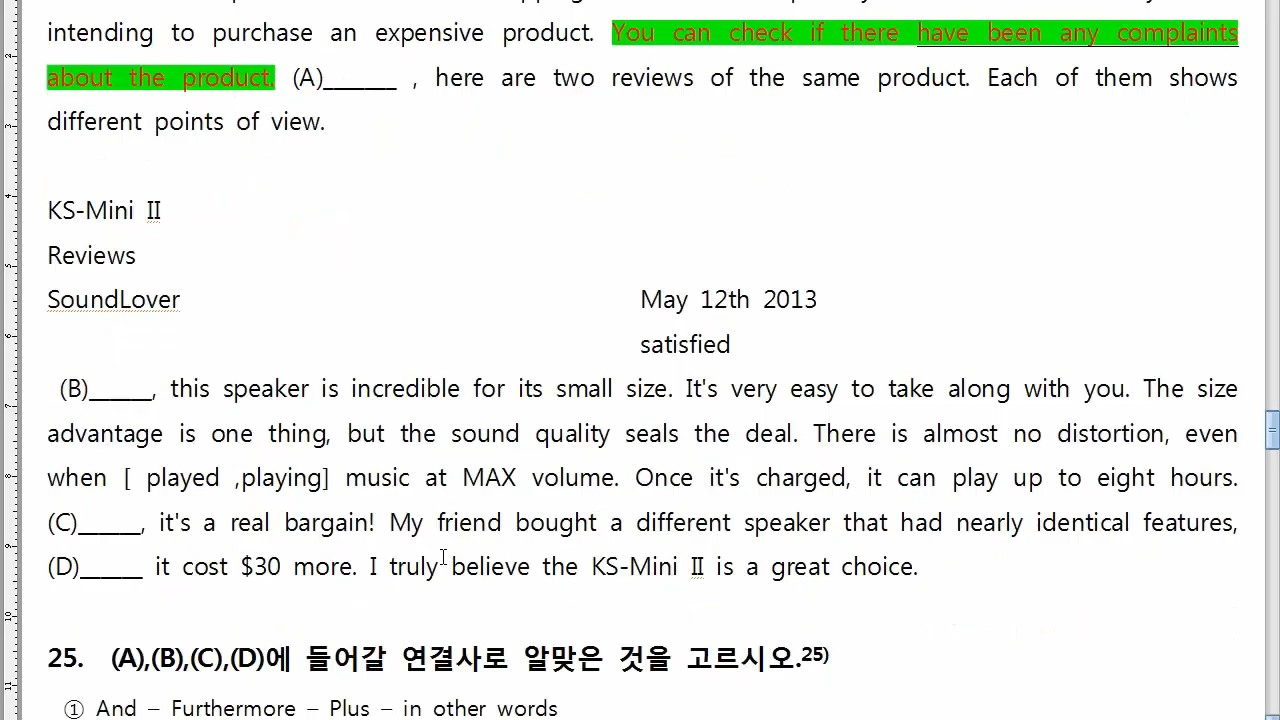 intending to purchase an expensive product. You can check if there have been any complaints
about the product. (A)_______ , here are two reviews of the same product. Each of them shows
different points of view.
KS-Mini Ⅱ
Reviews
SoundLover May 12th 2013
satisfied
(B)______, this speaker is incredible for its small size. It's very easy to take along with you. The size
advantage is one thing, but the sound quality seals the deal. There is almost no distortion, even
when [ played ,playing] music at MAX volume. Once it's charged, it can play up to eight hours.
(C)______, it's a real bargain! My friend bought a different speaker that had nearly identical features,
(D)______ it cost $30 more. I truly believe the KS-Mini Ⅱ is a great choice.
25. (A),(B),(C),(D)에 들어갈 연결사로 알맞은 것을 고르시오.25)
① And – Furthermore – Plus – in other words